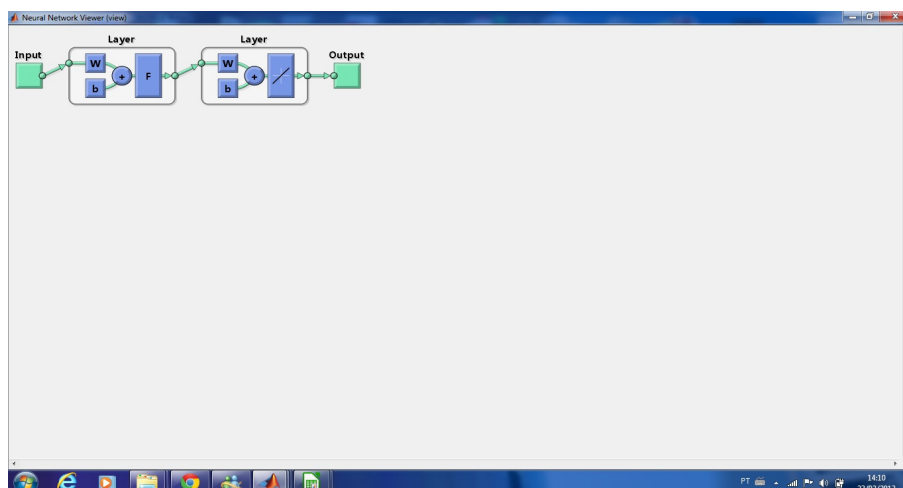 Neural Network Viewer (view)
Layer Layer
Input Output
W W
+ F +
b b
PT 14:10